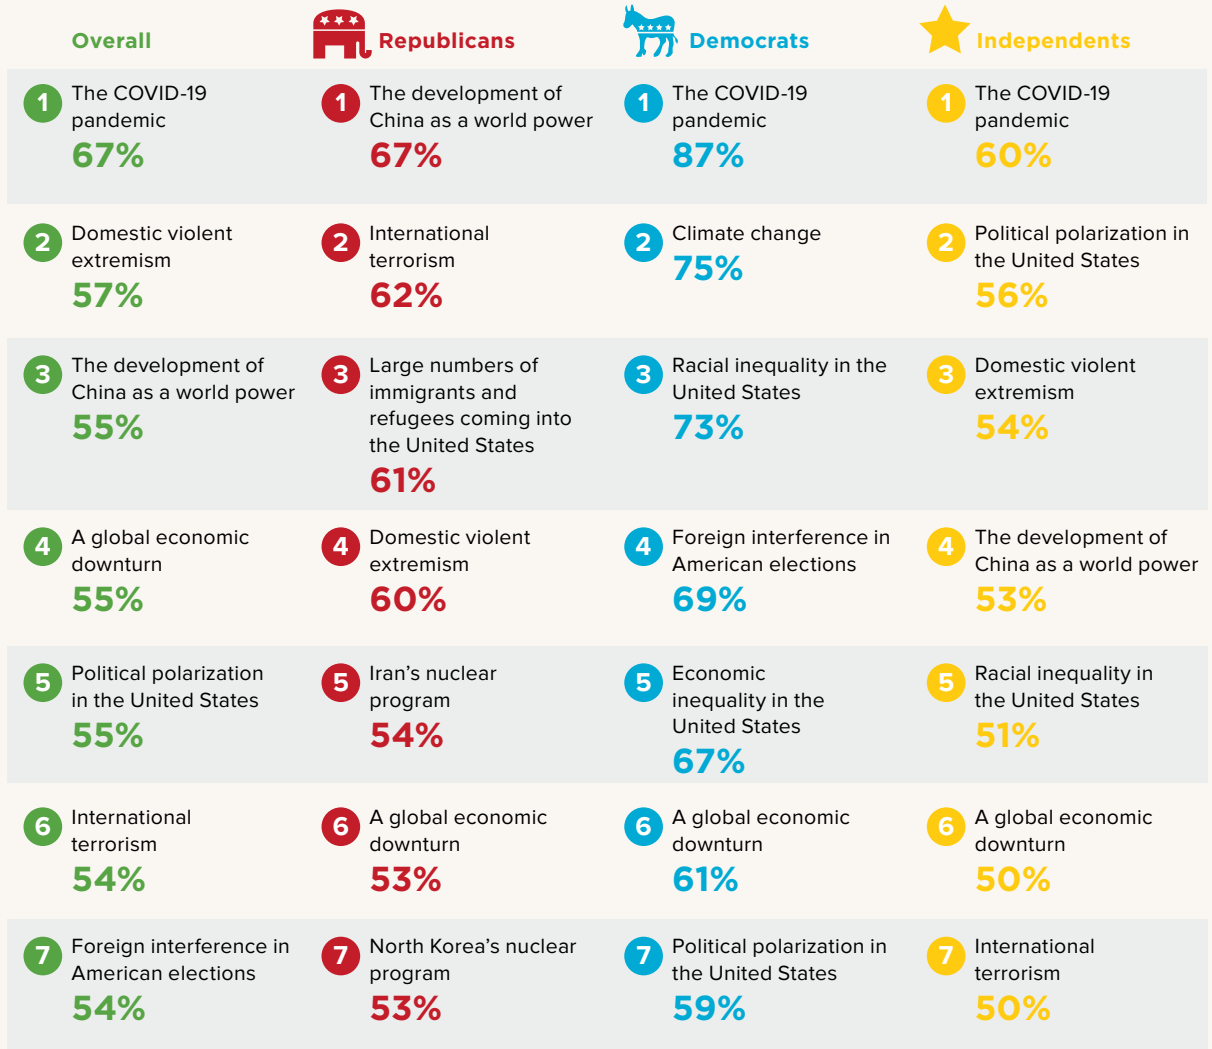 Overall
Republicans
Democrats
Independents
1
The COVID-19
pandemic
67%
1
The development of
China as a world power
67%
1
The COVID-19
pandemic
87%
1
The COVID-19
pandemic
60%
2
Domestic violent
extremism
57%
2
International
terrorism
62%
2
Climate change
75%
2
Political polarization in
the United States
56%
3
The development of
China as a world power
55%
3
Large numbers of
immigrants and
refugees coming into
the United States
61%
3
Racial inequality in the
United States
73%
3
Domestic violent
extremism
54%
4
A global economic
downturn
55%
4
Domestic violent
extremism
60%
4
Foreign interference in
American elections
69%
4
The development of
China as a world power
53%
5
Political polarization
in the United States
55%
5
Iran’s nuclear
program
54%
5
Economic
inequality in the
United States
67%
5
Racial inequality in
the United States
51%
6
International
terrorism
54%
6
A global economic
downturn
53%
6
A global economic
downturn
61%
6
A global economic
downturn
50%
7
Foreign interference in
American elections
54%
7
North Korea’s nuclear
program
53%
7
Political polarization in
the United States
59%
7
International
terrorism
50%